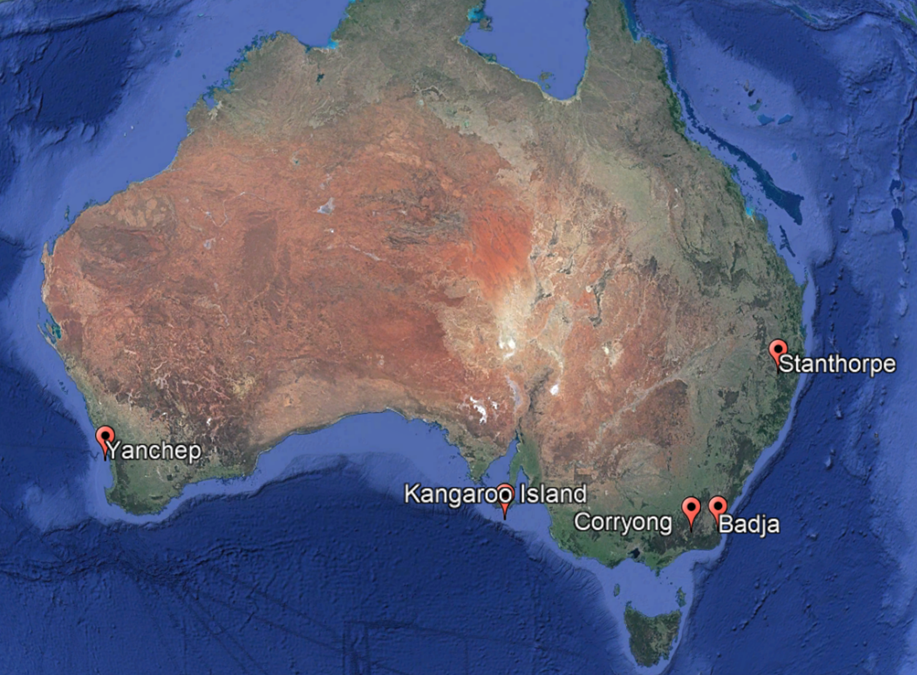 Stanthorpe
Yanchep
Kangaroo Island
Corryong
Badja